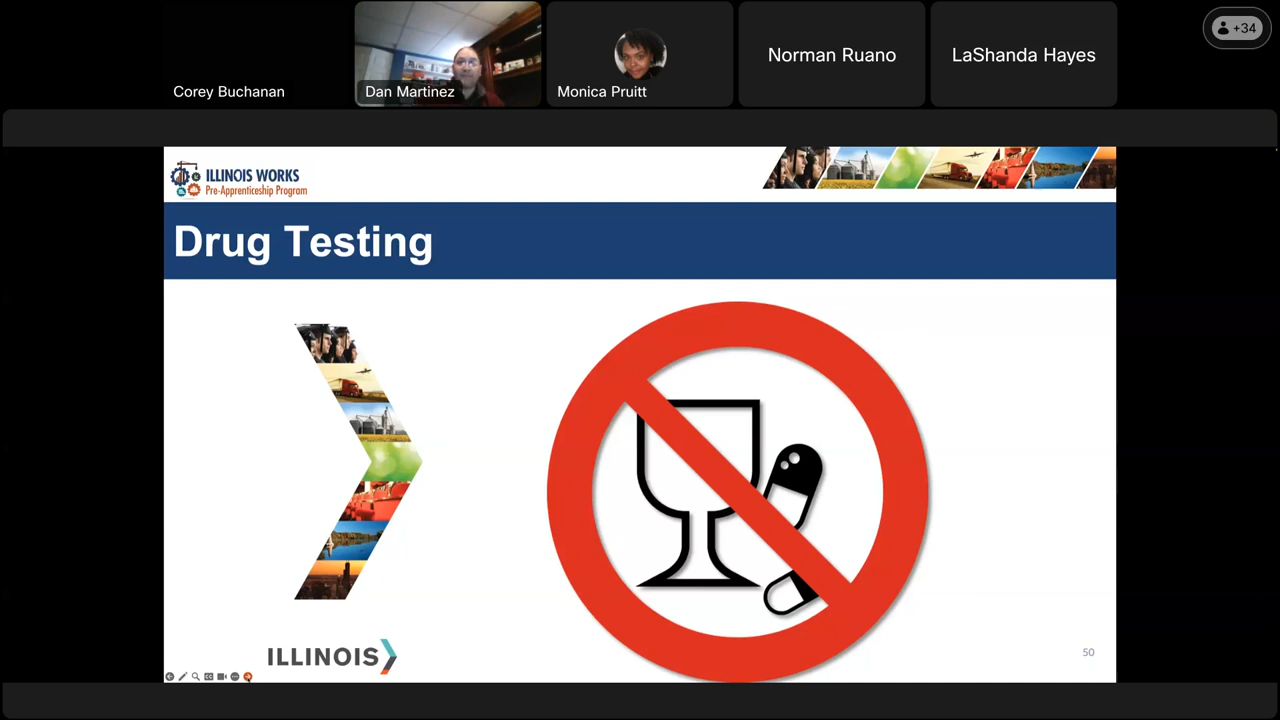 +34
Norman Ruano
LaShanda Hayes
Corey Buchanan
Dan Martinez
Monica Pruitt
ILLINOIS WORKS
Pre-Apprenticeship Program
Drug Testing
ILLINOIS
50